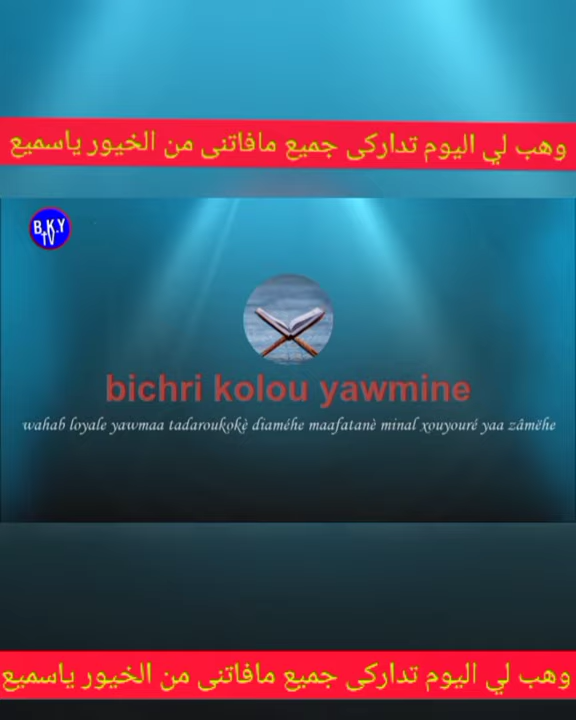 وهب لي اليوم تداركى جميع مافاتنى من الخيور ياسميع
B.K.Y
TV
bichri kolou yawmine
wahab loyale yawmaa tadaroukokè diaméhe maafatanè minal xouyouré yaa zâmëhe
وهب لي اليوم تداركى جميع مافاتنى من الخيور ياسميع